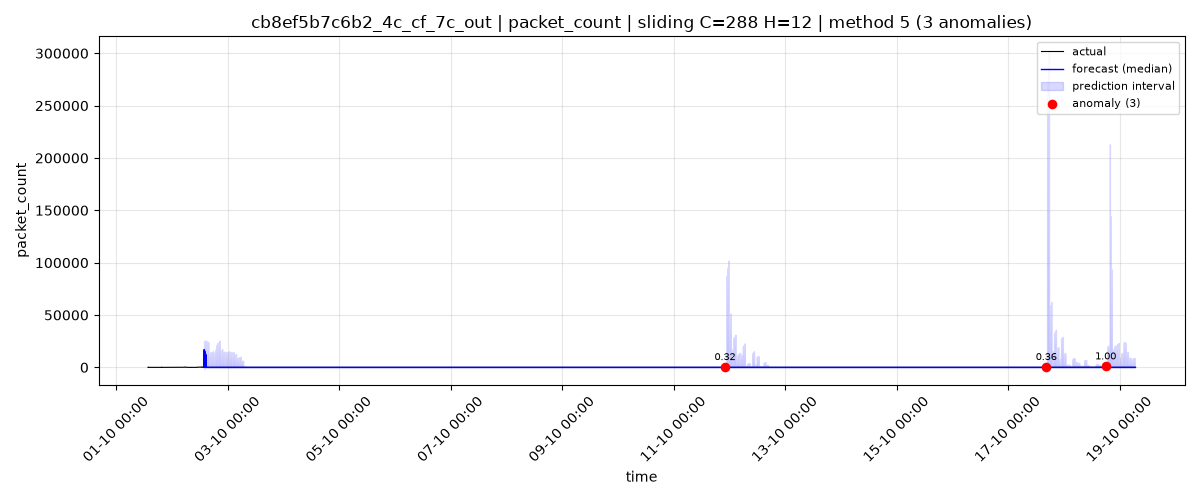 cb8ef5b7c6b2_4c_cf_7c_out | packet_count | sliding C=288 H=12 | method 5 (3 anomalies)
packet_count
300000
250000
200000
150000
100000
50000
0
actual
forecast (median)
prediction interval
anomaly (3)
0.32
0.36
1.00
01-10 00:00
03-10 00:00
05-10 00:00
07-10 00:00
09-10 00:00
11-10 00:00
13-10 00:00
15-10 00:00
17-10 00:00
19-10 00:00
time